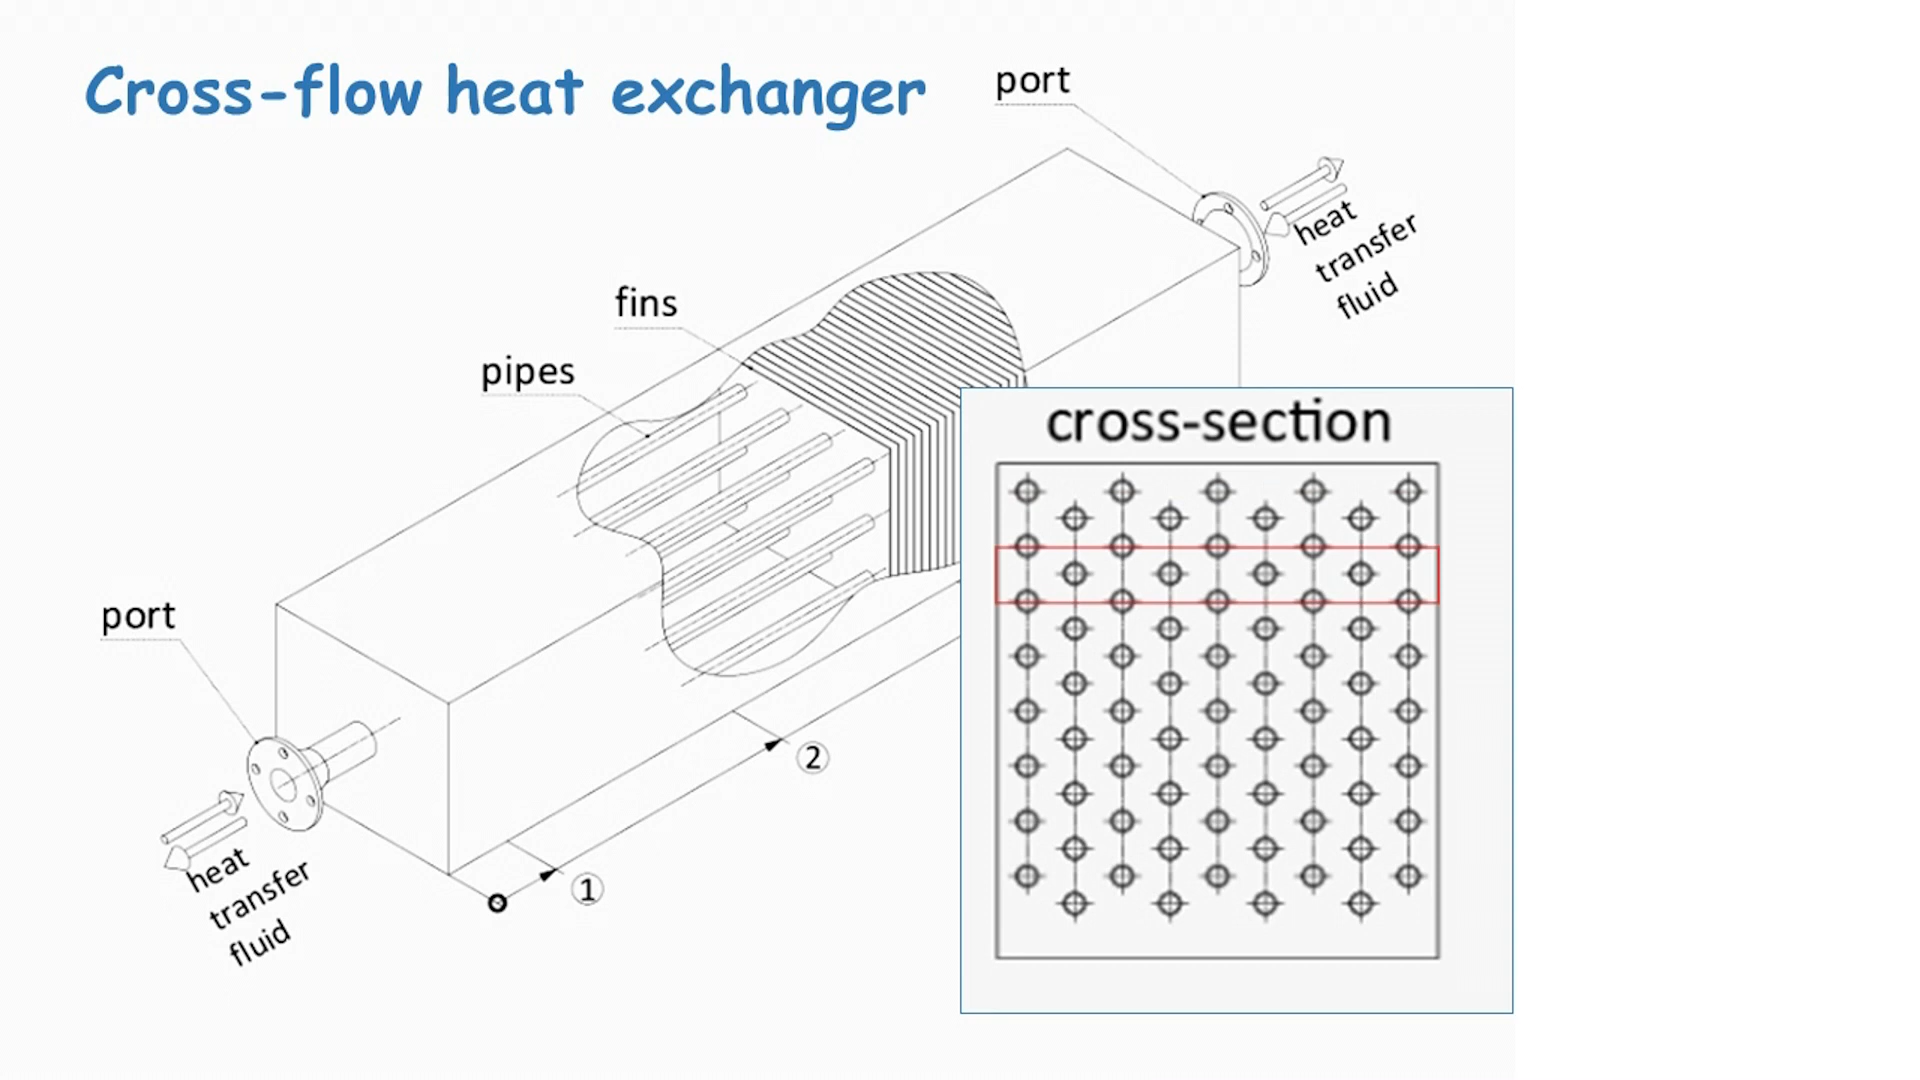 Cross-flow heat exchanger
port
heat
transfer
fluid
fins
pipes
cross-section
port
2
1
heat
transfer
fluid